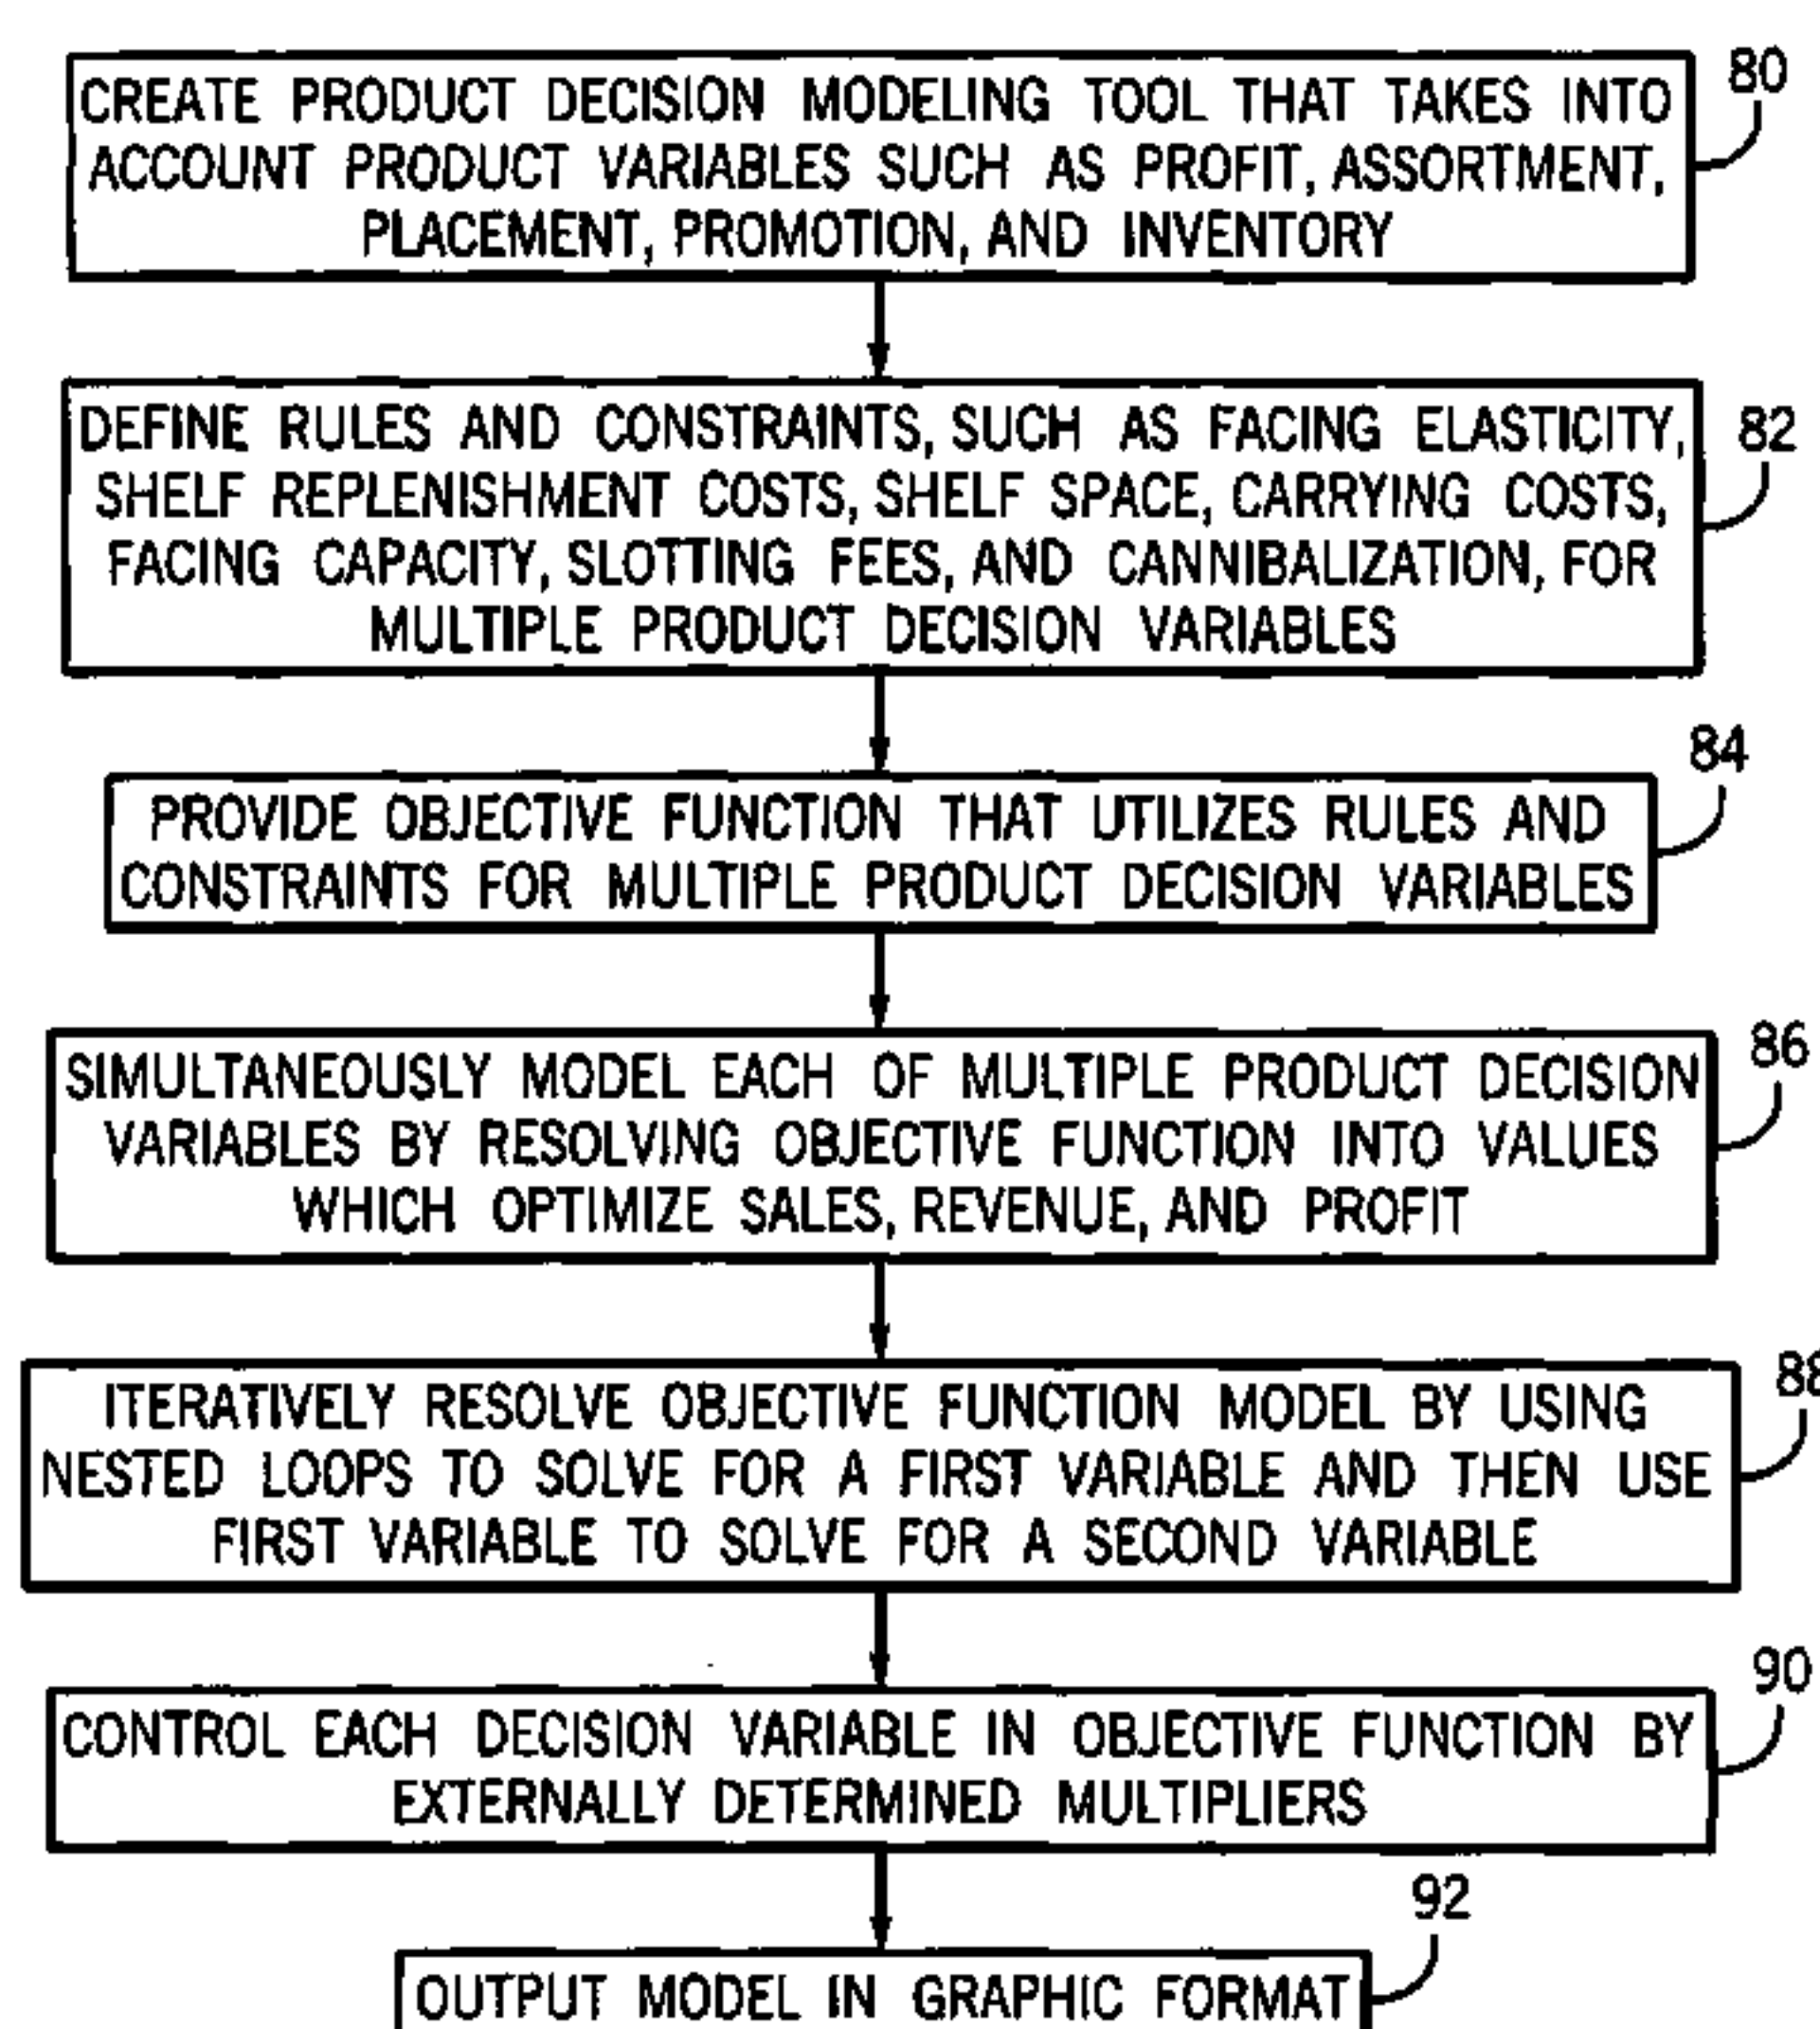 CREATE PRODUCT DECISION MODELING TOOL THAT TAKES INTO
ACCOUNT PRODUCT VARIABLES SUCH AS PROFIT, ASSORTMENT,
PLACEMENT, PROMOTION, AND INVENTORY
80
DEFINE RULES AND CONSTRAINTS, SUCH AS FACING ELASTICITY,
SHELF REPLENISHMENT COSTS, SHELF SPACE, CARRYING COSTS,
FACING CAPACITY, SLOTTING FEES, AND CANNIBALIZATION, FOR
MULTIPLE PRODUCT DECISION VARIABLES
82
PROVIDE OBJECTIVE FUNCTION THAT UTILIZES RULES AND
CONSTRAINTS FOR MULTIPLE PRODUCT DECISION VARIABLES
84
SIMULTANEOUSLY MODEL EACH OF MULTIPLE PRODUCT DECISION
VARIABLES BY RESOLVING OBJECTIVE FUNCTION INTO VALUES
WHICH OPTIMIZE SALES, REVENUE, AND PROFIT
86
ITERATIVELY RESOLVE OBJECTIVE FUNCTION MODEL BY USING
NESTED LOOPS TO SOLVE FOR A FIRST VARIABLE AND THEN USE
FIRST VARIABLE TO SOLVE FOR A SECOND VARIABLE
88
CONTROL EACH DECISION VARIABLE IN OBJECTIVE FUNCTION BY
EXTERNALLY DETERMINED MULTIPLIERS
90
OUTPUT MODEL IN GRAPHIC FORMAT
92